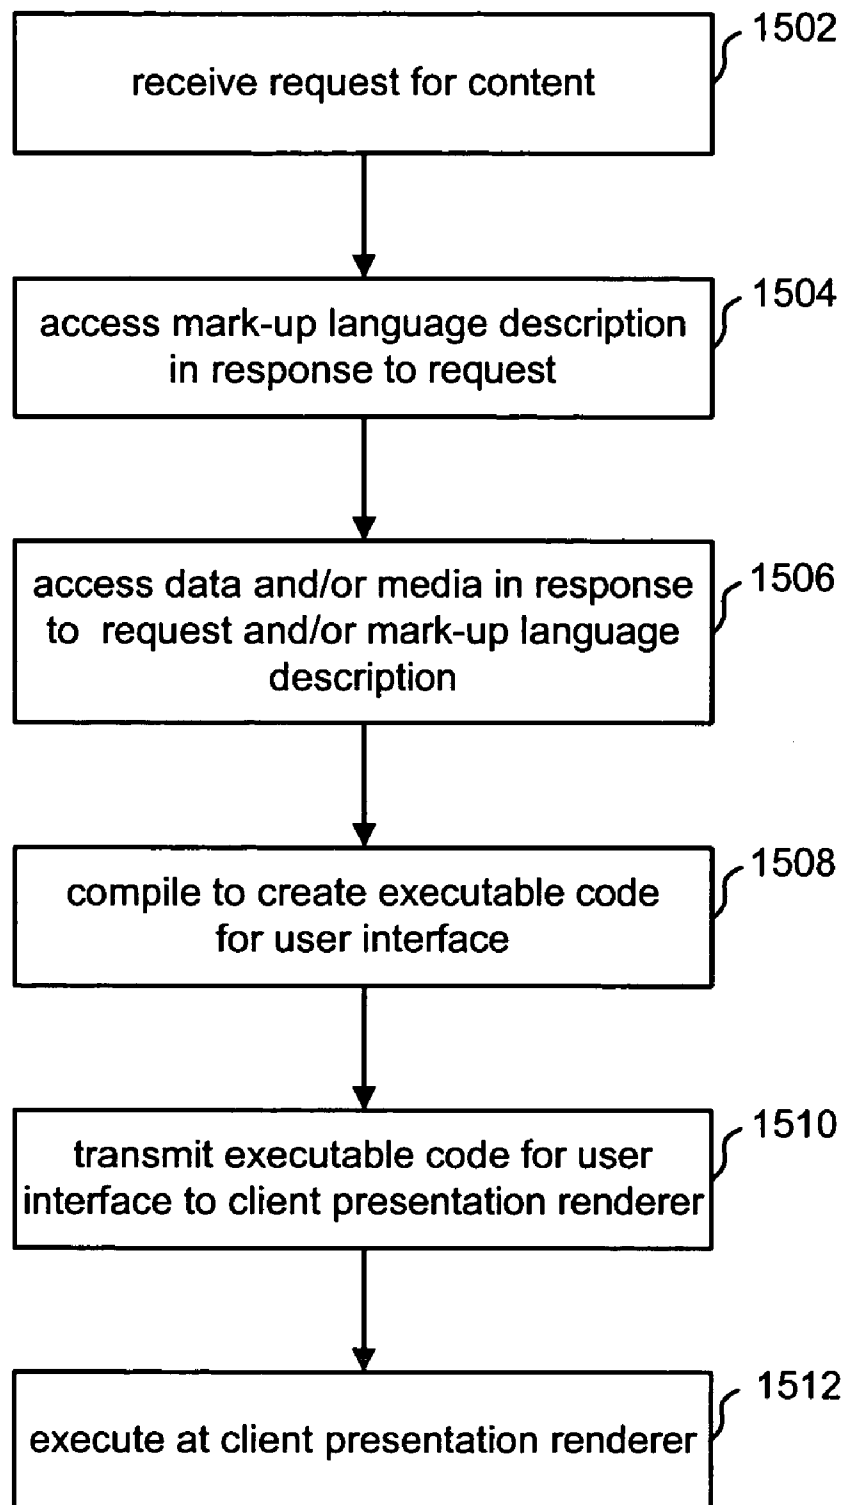 1502
receive request for content
1504
access mark-up language description
in response to request
1506
access data and/or media in response
to request and/or mark-up language
description
1508
compile to create executable code
for user interface
1510
transmit executable code for user
interface to client presentation renderer
1512
execute at client presentation renderer